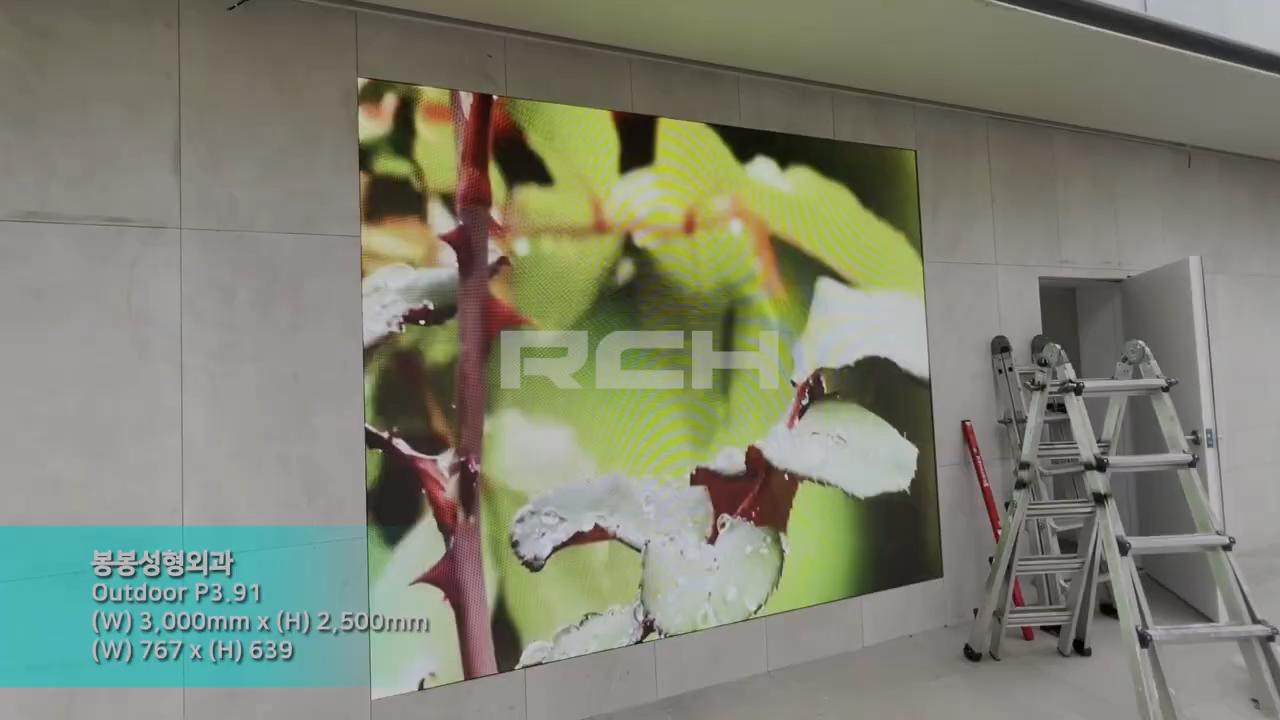 RCH
봉봉성형외과
Outdoor P3.91
(W) 3,000mm x (H) 2,500mm
(W) 767 x (H) 639